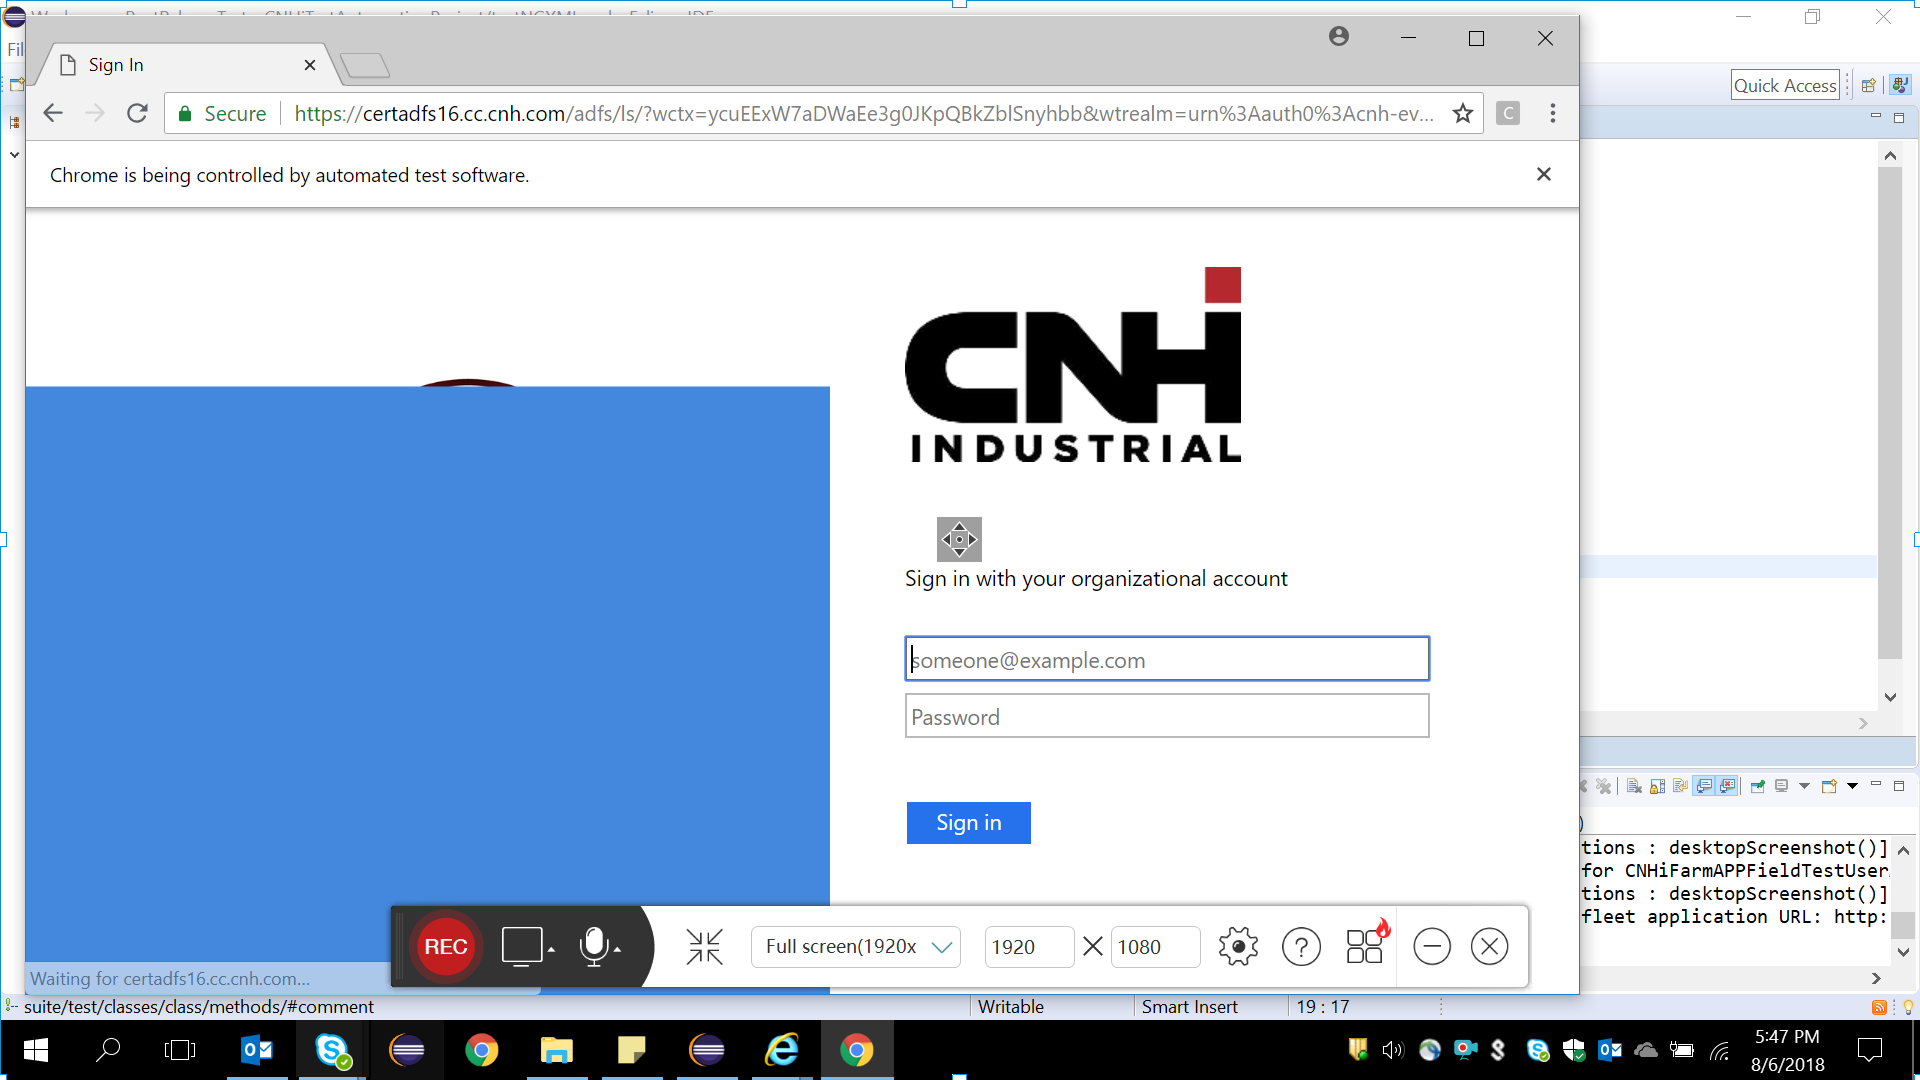 Sign In
Fil
Quick Access
Secure
https://certadfs16.cc.cnh.com/adfs/ls/?wctx=ycuEExW7aDWaEe3g0JKpQBkZblSnyhbb&wtrealm=urn%3Aauth0%3Acnh-ev...
C
Chrome is being controlled by automated test software.
CNH
INDUSTRIAL
Sign in with your organizational account
someone@example.com
Password
Sign in
)
tions : desktopScreenshot()]
for CNHiFarmAPPFieldTestUser
tions : desktopScreenshot()]
fleet application URL: http:
REC
Full screen(1920x
1920
1080
Waiting for certadfs16.cc.cnh.com...
suite/test/classes/class/methods/#comment
Writable
Smart Insert
19 : 17
5:47 PM
8/6/2018